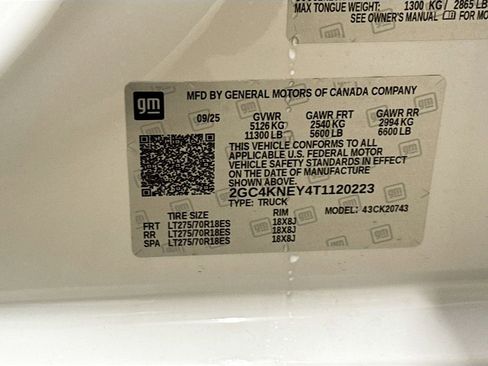 MAX TONGUE WEIGHT: 1300 KG / 2865 LB
SEE OWNER'S MANUAL FOR MO
gm
MFD BY GENERAL MOTORS OF CANADA COMPANY
09/25 GVWR GAWR FRT GAWR RR
5126 KG 2540 KG 2994 KG
11300 LB 5600 LB 6600 LB
THIS VEHICLE CONFORMS TO ALL
APPLICABLE U.S. FEDERAL MOTOR
VEHICLE SAFETY STANDARDS IN EFFECT
ON THE DATE OF MANUFACTURE SHOWN ABOVE.
2GC4KNEY4T1120223
TYPE: TRUCK MODEL: 43CK20743
TIRE SIZE RIM
FRT LT275/70R18ES 18X8J
RR LT275/70R18ES 18X8J
SPA LT275/70R18ES 18X8J